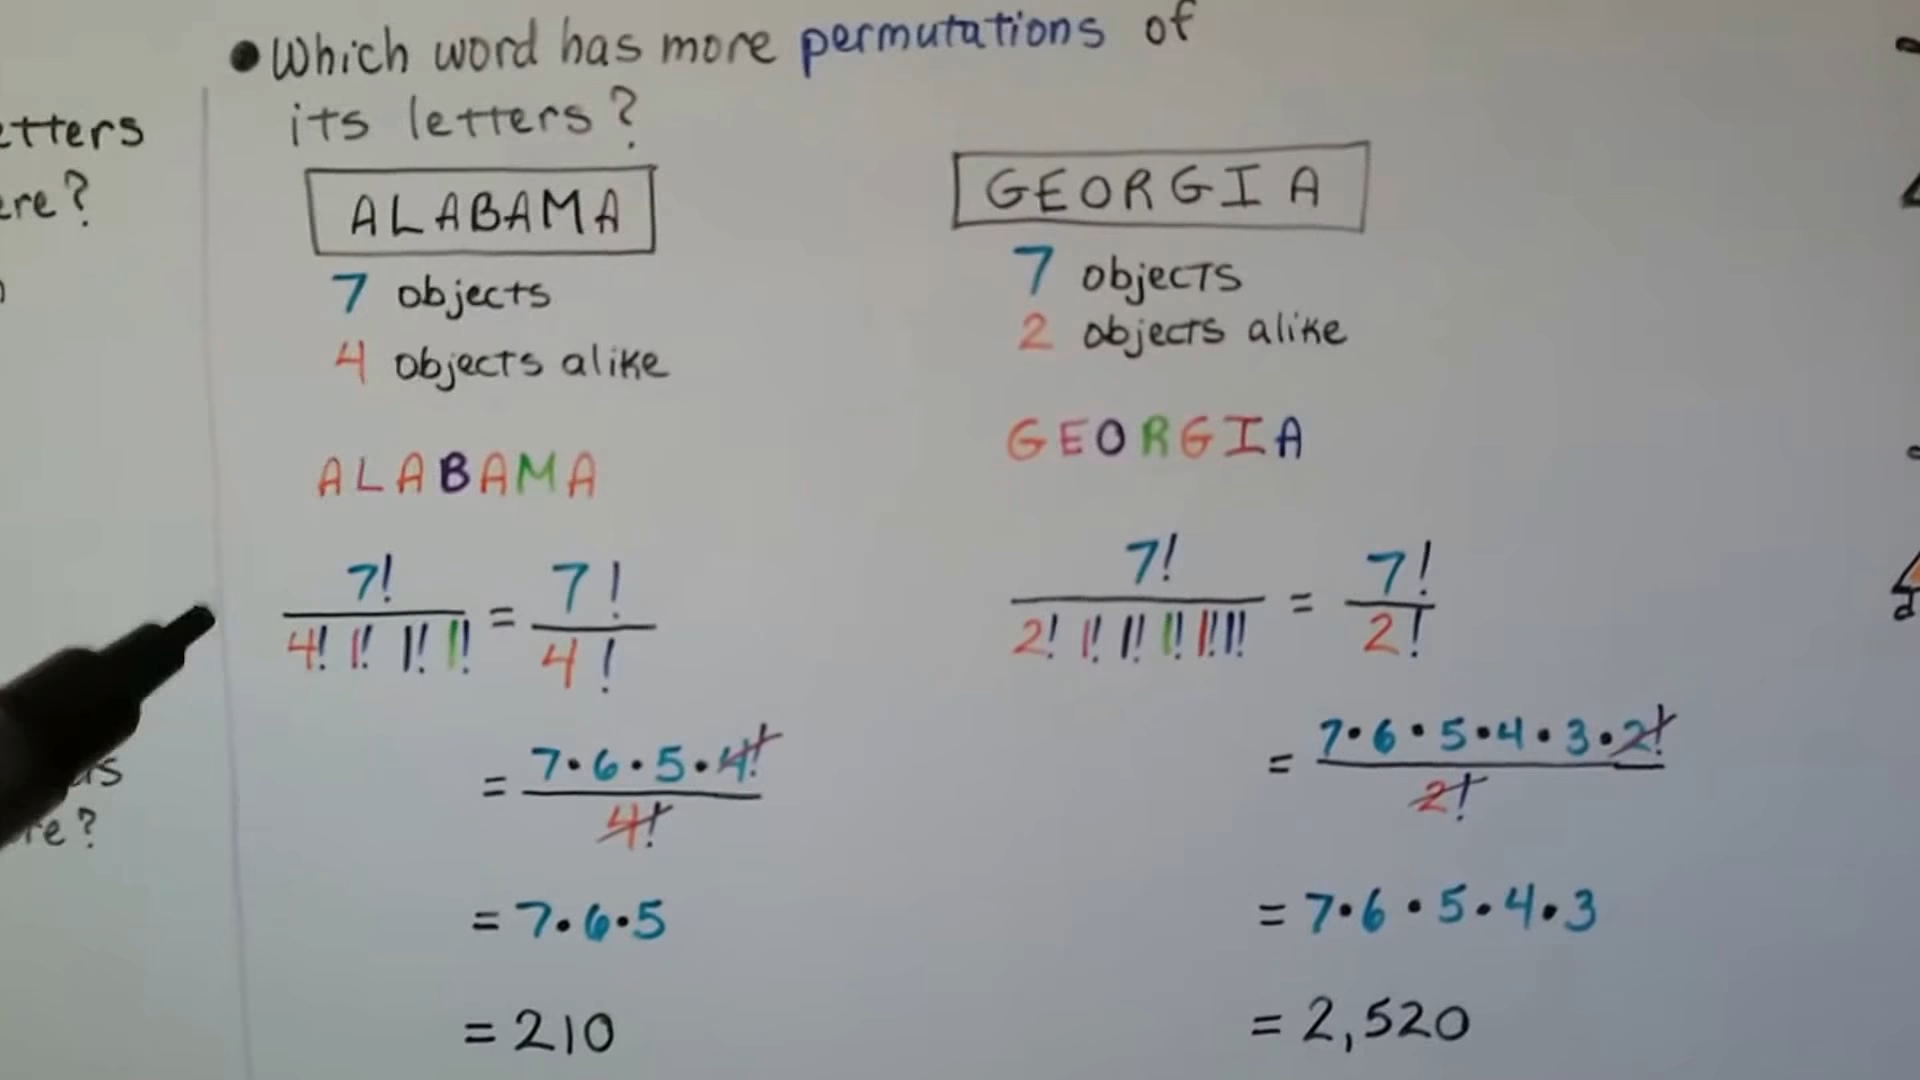 • Which word has more permutations of
its letters?
etters
ere?
ALABAMA
GEORGIA
7 objects
4 objects alike
7 objects
2 objects alike
ALABAMA
GEORGIA
7!
4! 1! 1! 1!
= 7!
4!
7!
2! 1! 1! 1! 1! 1!
= 7!
2!
= 7·6·5·4!
4!
= 7·6·5·4·3·2!
2!
= 7·6·5
= 7·6·5·4·3
= 210
= 2,520